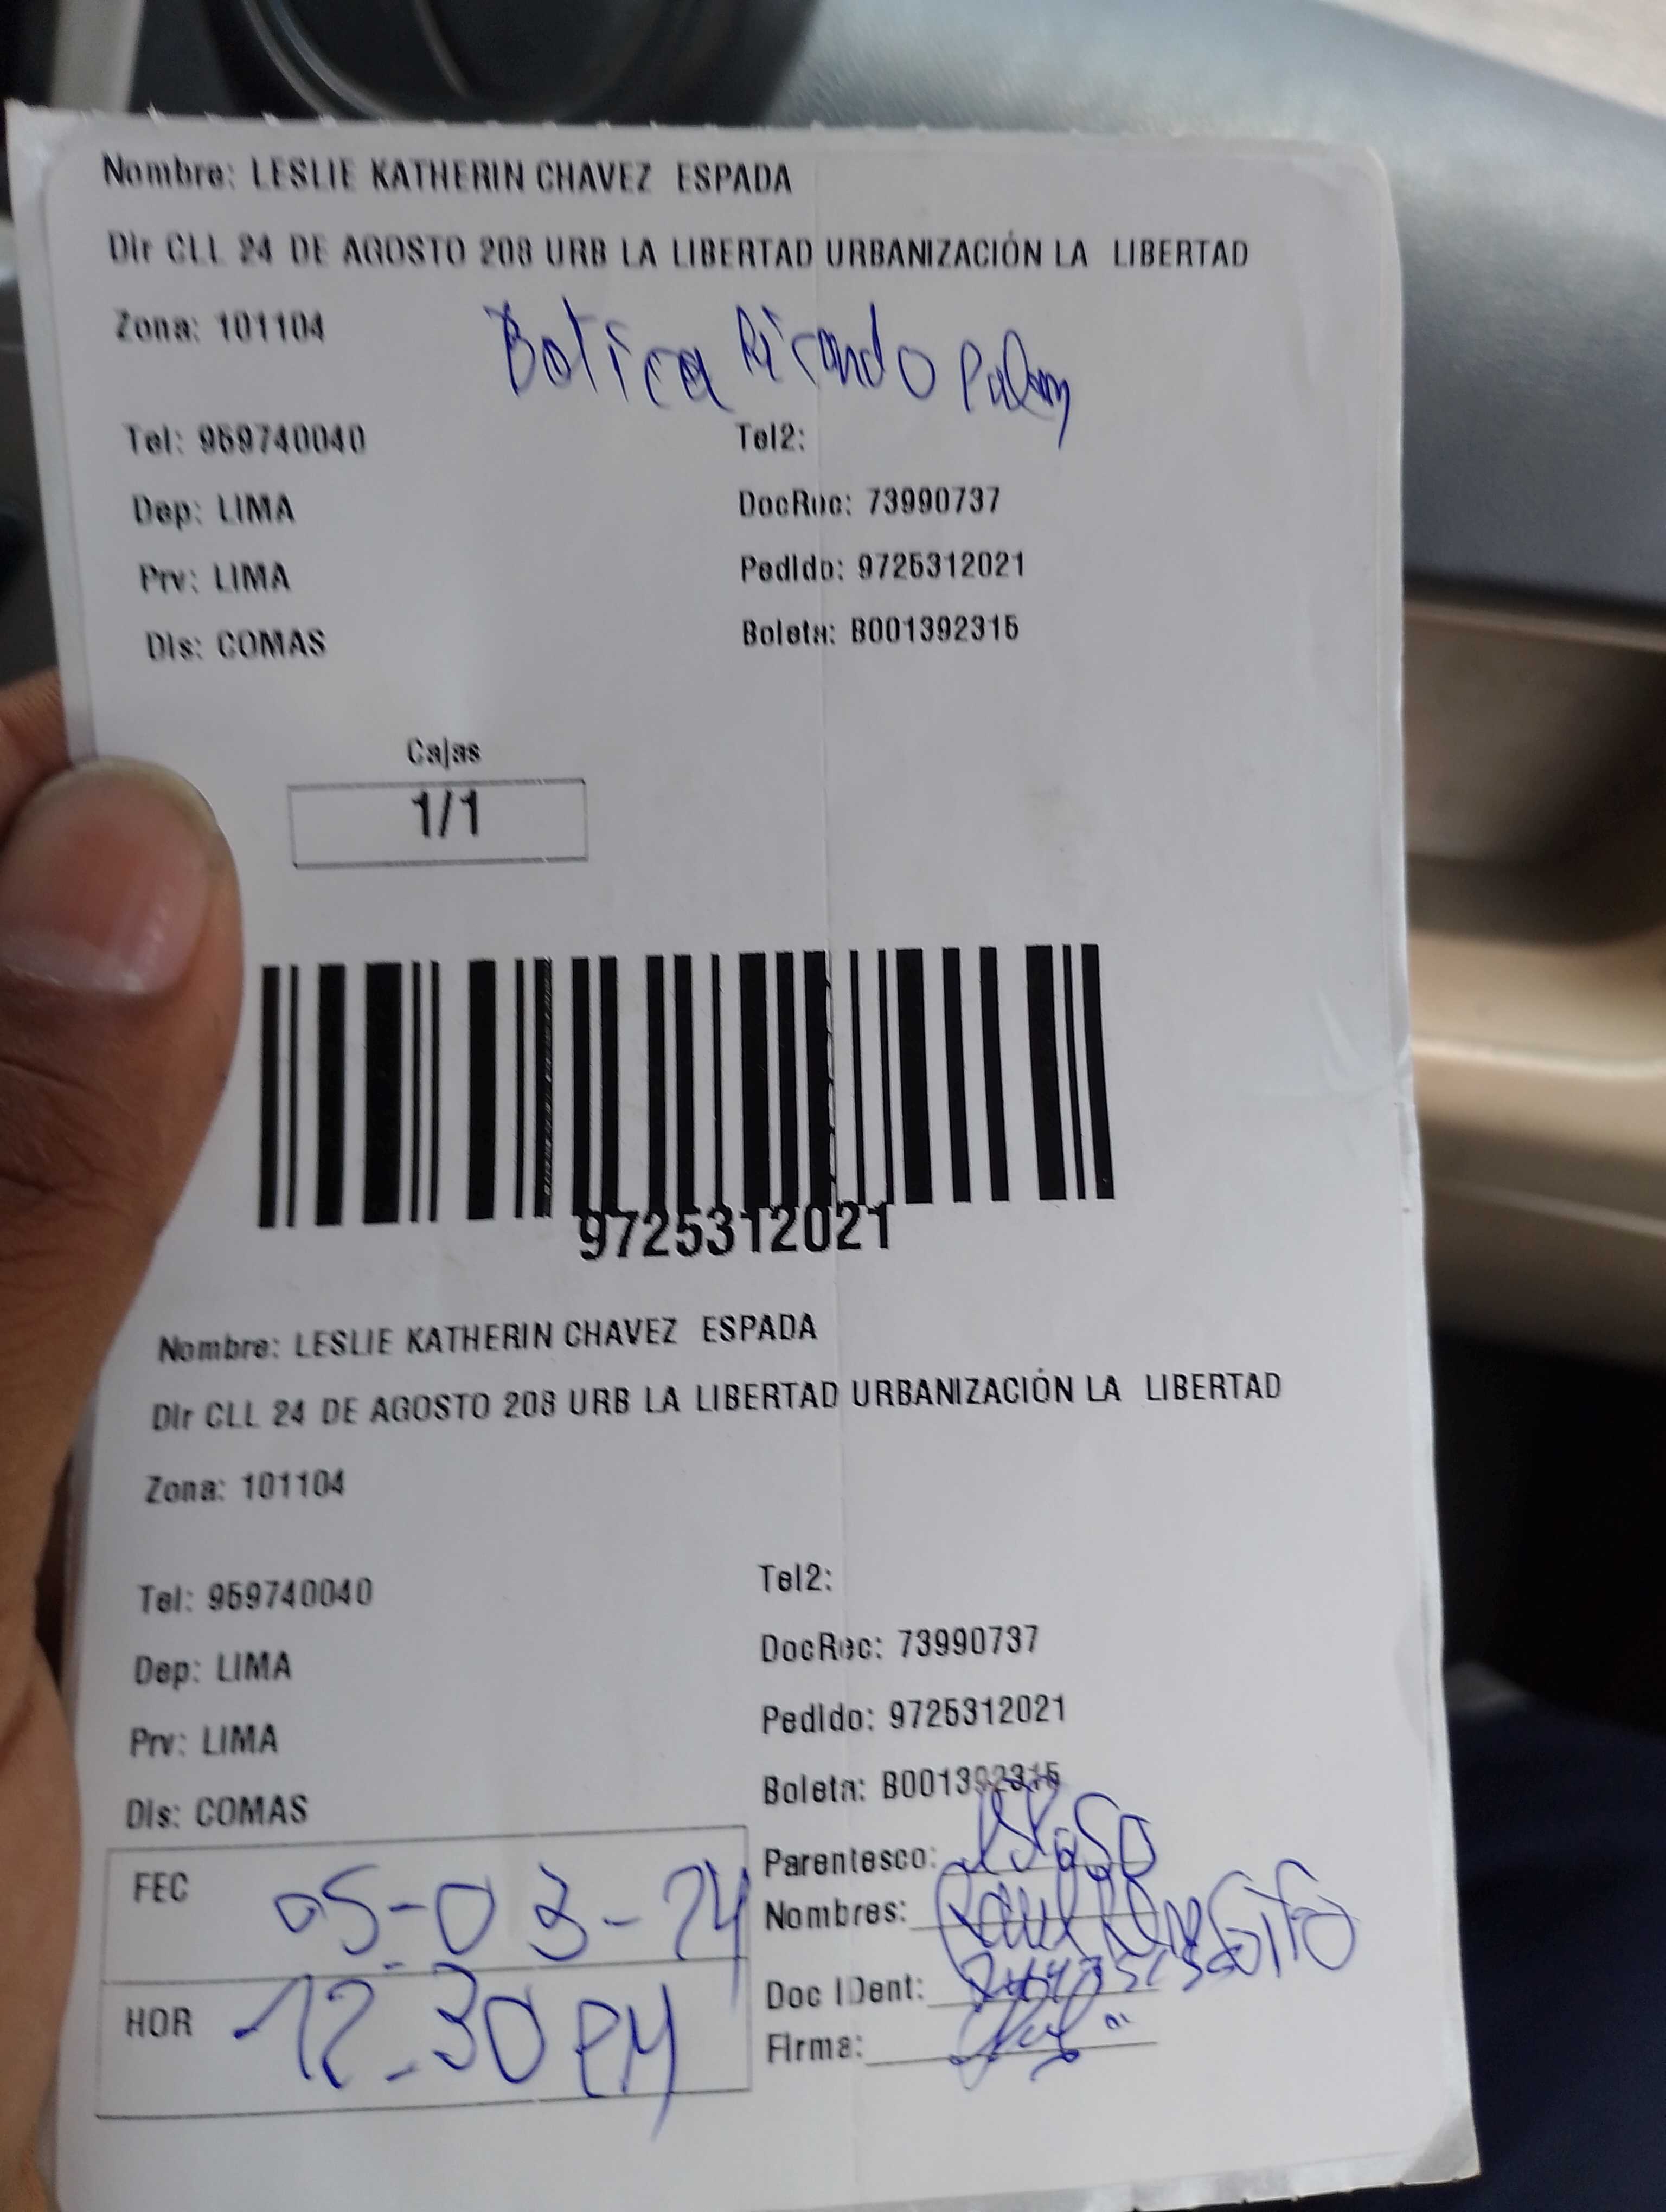 Nombre: LESLIE KATHERIN CHAVEZ ESPADA
Dir CLL 24 DE AGOSTO 208 URB LA LIBERTAD URBANIZACIÓN LA LIBERTAD
Zona: 101104
Botica Ricardo Palm
Tel: 959740040 Tel2:
Dep: LIMA DocRec: 73990737
Prv: LIMA Pedido: 9725312021
Dis: COMAS Boleta: B001392315
Cajas
1/1
9725312021
Nombre: LESLIE KATHERIN CHAVEZ ESPADA
Dir CLL 24 DE AGOSTO 208 URB LA LIBERTAD URBANIZACIÓN LA LIBERTAD
Zona: 101104
Tel: 959740040 Tel2:
Dep: LIMA DocRec: 73990737
Prv: LIMA Pedido: 9725312021
Dis: COMAS Boleta: B001392315
FEC 05-03-24
HOR 12-30 PM
Parentesco:
Nombres: Raul
Doc IDent:
Firma: